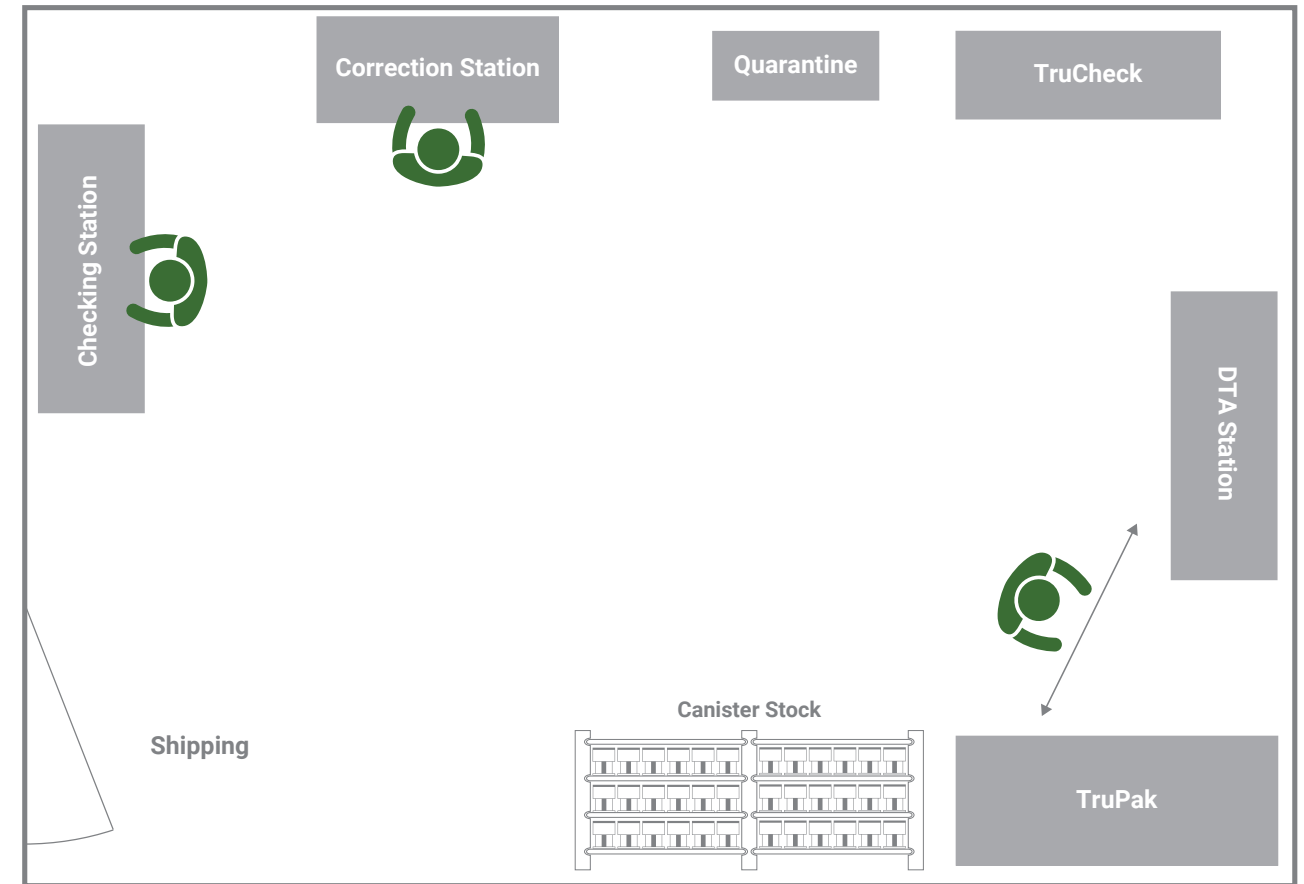 Correction Station
Quarantine
TruCheck
Checking Station
DTA Station
Canister Stock
Shipping
TruPak